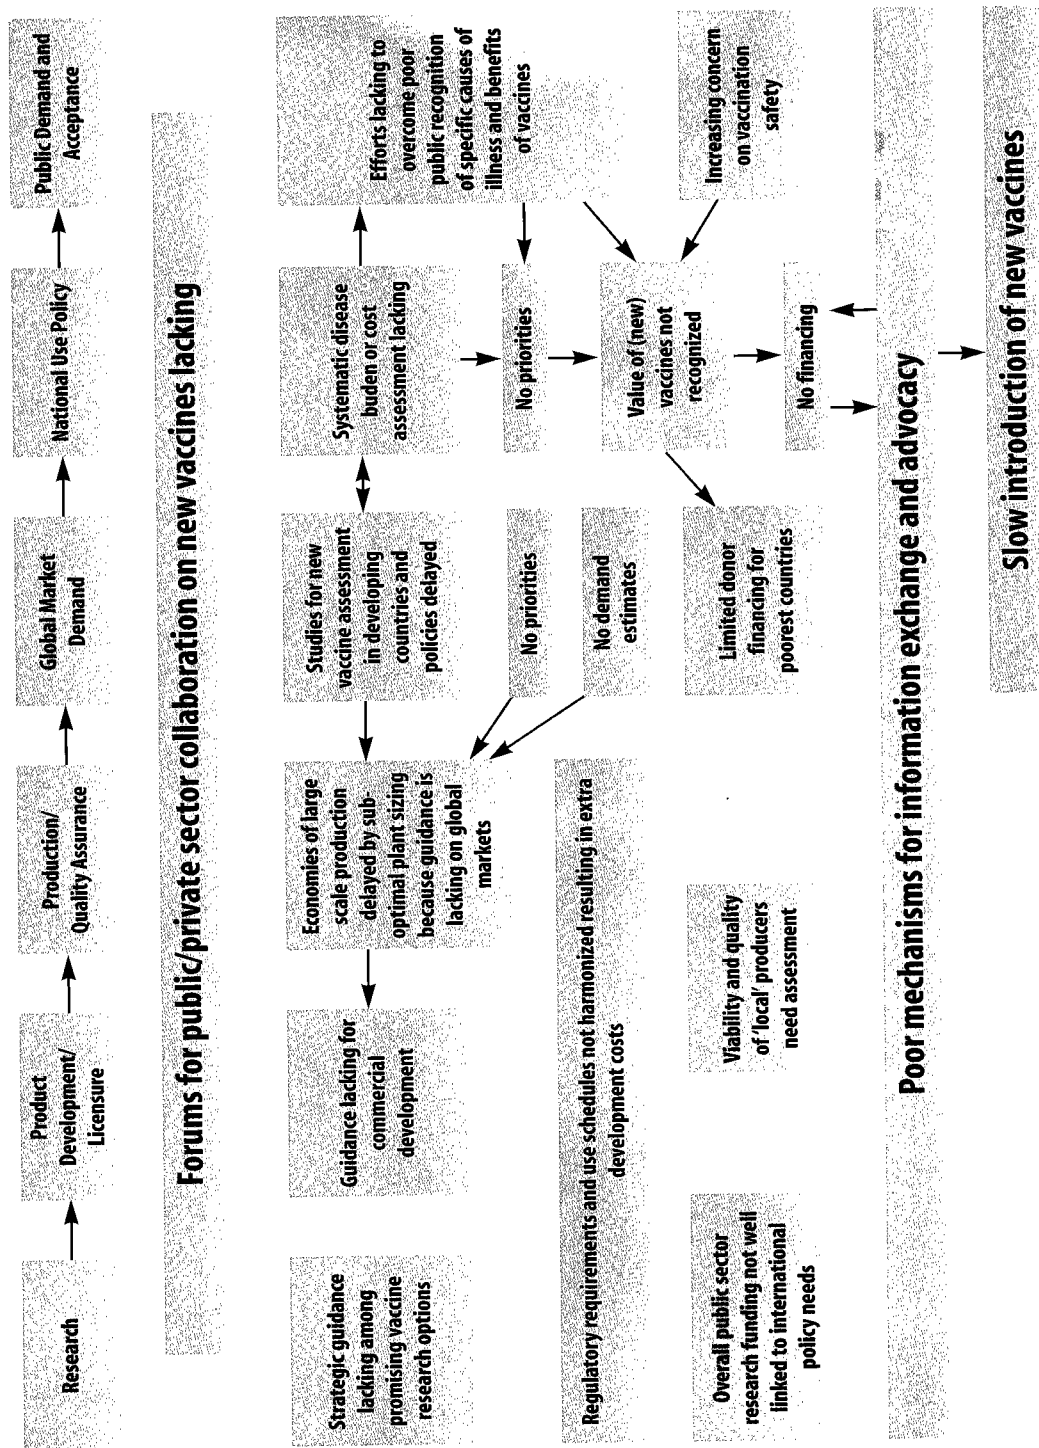 Research
Product
Development/
Licensure
Production/
Quality Assurance
Global Market
Demand
National Use Policy
Public Demand and
Acceptance
Forums for public/private sector collaboration on new vaccines lacking
Strategic guidance
lacking among
promising vaccine
research options
Guidance lacking for
commercial
development
Economies of large
scale production
delayed by sub-
optimal plant sizing
because guidance is
lacking on global
markets
Studies for new
vaccine assessment
in developing
countries and
policies delayed
Systematic disease
buden or cost
assessment lacking
Efforts lacking to
overcome poor
public recognition
of specific causes of
illness and benefits
of vaccines
No priorities
No priorities
No demand
estimates
Regulatory requirements and use schedules not harmonized resulting in extra
development costs
Value of (new)
vaccines not
recognized
Overall public sector
research funding not well
linked to international
policy needs
Viability and quality
of 'local' producers
need assessment
Limited donor
financing for
poorest countries
No financing
Increasing concern
on vaccination
safety
Poor mechanisms for information exchange and advocacy
Slow introduction of new vaccines